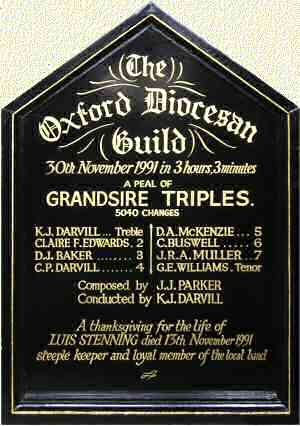 The
Oxford Diocesan
Guild
30th November 1991 in 3 hours, 3 minutes
A PEAL OF
GRANDSIRE TRIPLES.
5040 CHANGES
K.J. DARVILL ... Treble
CLAIRE F. EDWARDS . 2
D.J. BAKER ........ 3
C.P. DARVILL ....... 4
D.A. McKENZIE ... 5
C. BUSWELL ..... 6
J.R.A. MULLER .. 7
G.E. WILLIAMS . Tenor
Composed by J.J. PARKER
Conducted by K.J. DARVILL
A thanksgiving for the life of
LUIS STENNING died 13th November 1991
steeple keeper and loyal member of the local band